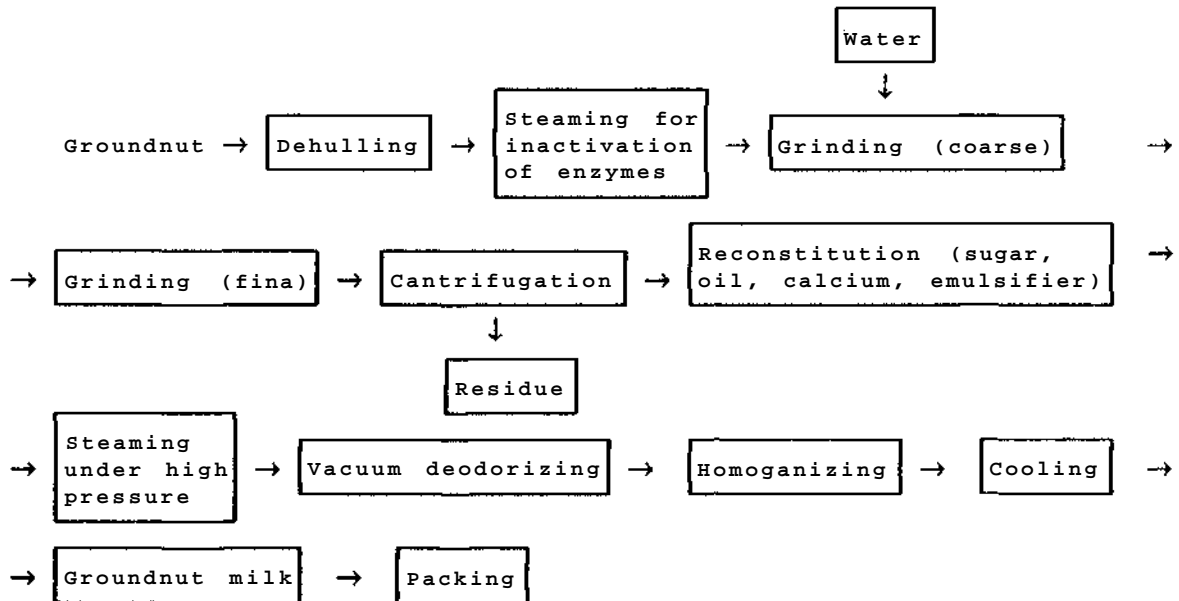 Water
Groundnut → Dehulling → Steaming for inactivation of enzymes → Grinding (coarse) →
→ Grinding (fina) → Cantrifugation → Reconstitution (sugar, oil, calcium, emulsifier) →
Residue
→ Steaming under high pressure → Vacuum deodorizing → Homoganizing → Cooling →
→ Groundnut milk → Packing